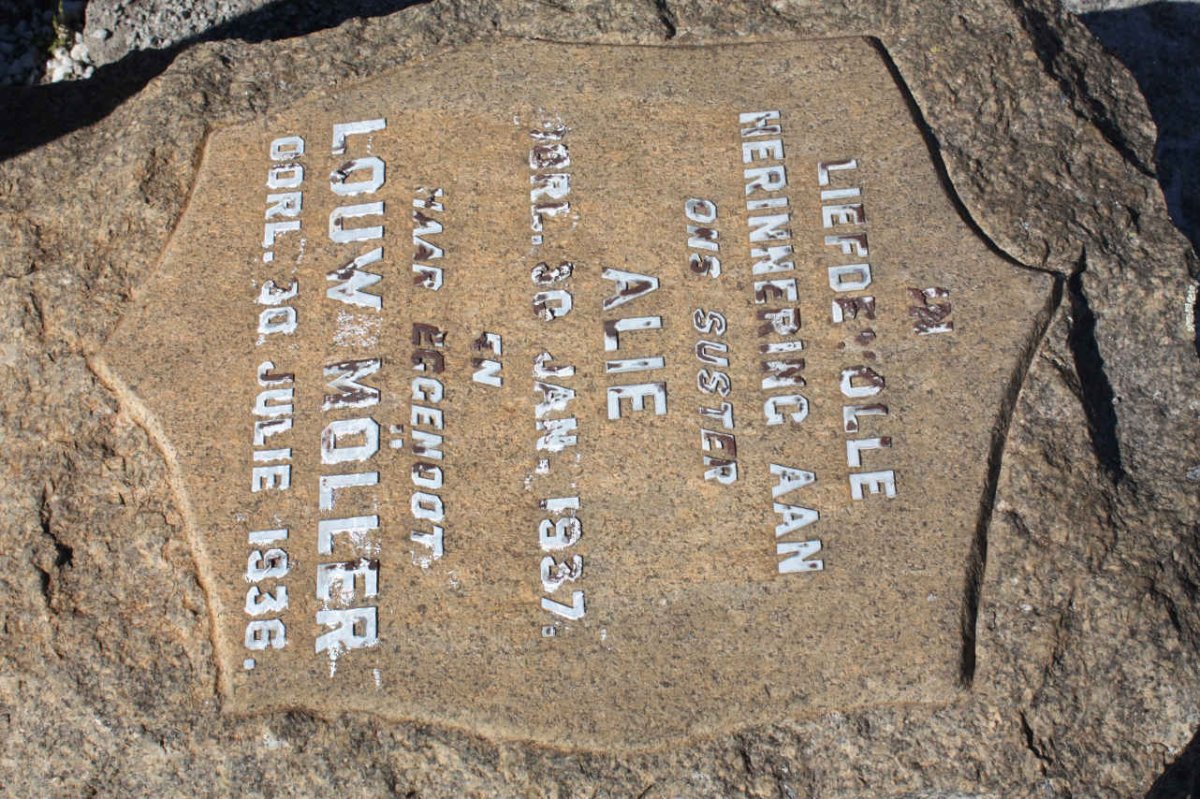 IN
LIEFDEVOLLE
HERINNERING AAN
ONS SUSTER
ALIE
OORL. 30 JAN. 1937.
EN
HAAR EGGENOOT
LOUW MÖLLER
OORL. 30 JULIE 1936.